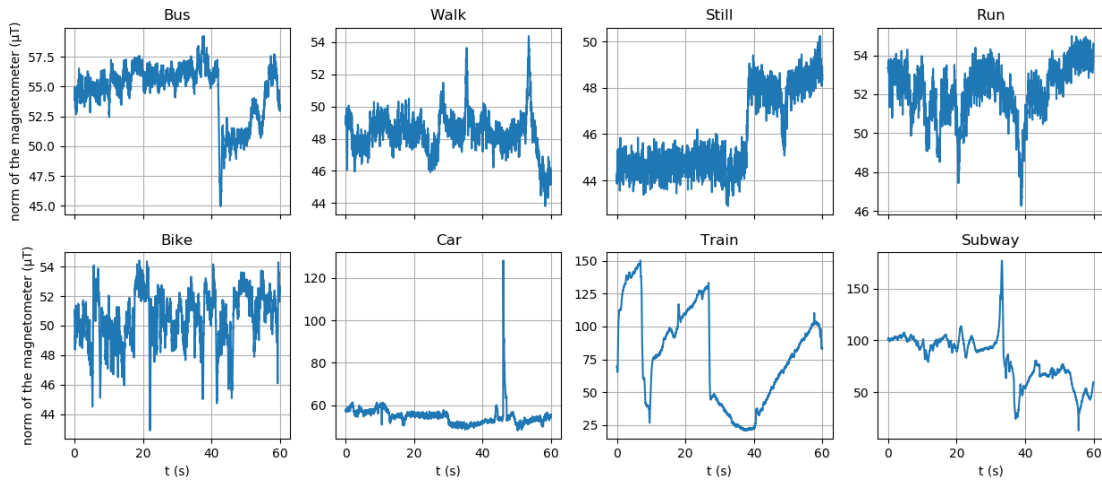 Bus
Walk
Still
Run
norm of the magnetometer (μT)
57.5
55.0
52.5
50.0
47.5
45.0
54
52
50
48
46
44
50
48
46
44
54
52
50
48
46
Bike
Car
Train
Subway
norm of the magnetometer (μT)
54
52
50
48
46
44
120
100
80
60
150
125
100
75
50
25
150
100
50
0 20 40 60
0 20 40 60
0 20 40 60
0 20 40 60
t (s)
t (s)
t (s)
t (s)